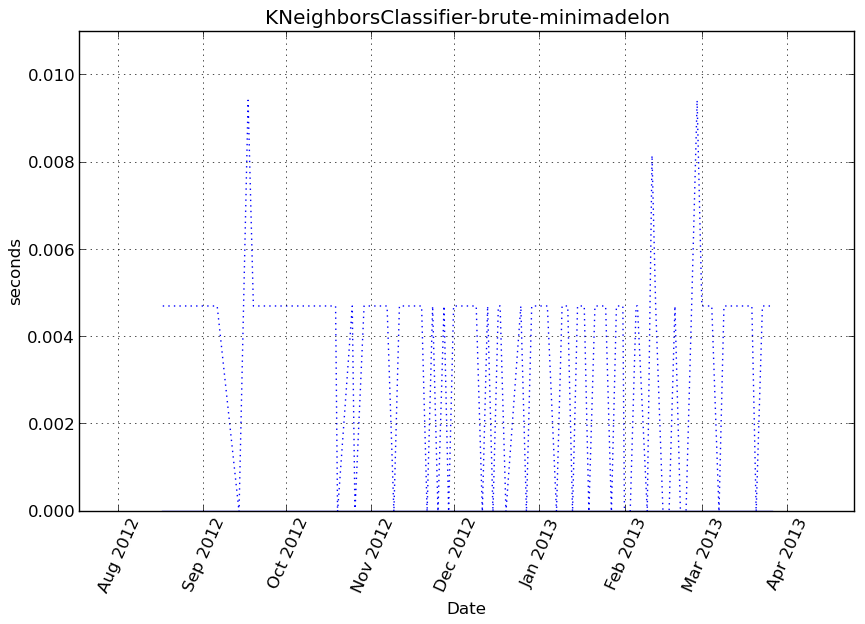 KNeighborsClassifier-brute-minimadelon
0.010
0.008
0.006
0.004
0.002
0.000
seconds
Aug 2012
Sep 2012
Oct 2012
Nov 2012
Dec 2012
Jan 2013
Feb 2013
Mar 2013
Apr 2013
Date